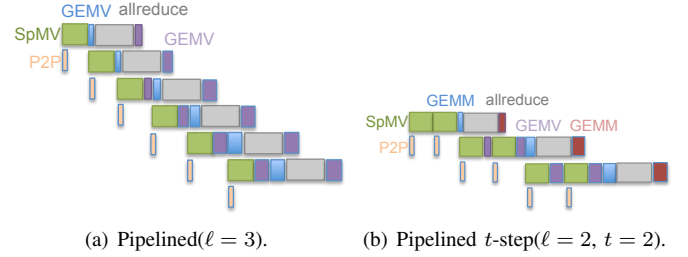 GEMV allreduce
SpMV GEMV
P2P
GEMM allreduce
SpMV GEMV GEMM
P2P
(a) Pipelined(ℓ = 3).
(b) Pipelined t-step(ℓ = 2, t = 2).